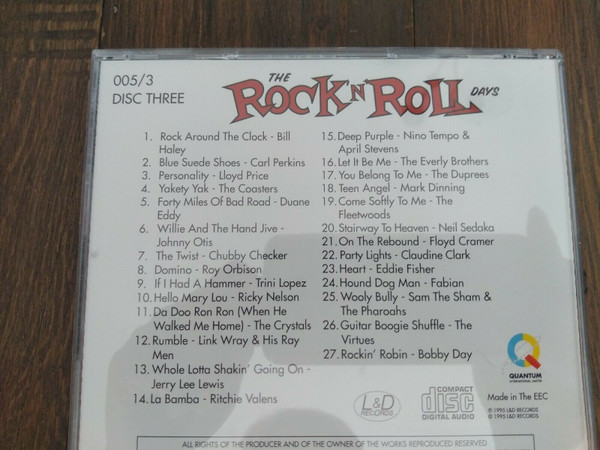 005/3
DISC THREE
THE
ROCK N ROLL
DAYS
1. Rock Around The Clock - Bill
Haley
2. Blue Suede Shoes - Carl Perkins
3. Personality - Lloyd Price
4. Yakety Yak - The Coasters
5. Forty Miles Of Bad Road - Duane
Eddy
6. Willie And The Hand Jive -
Johnny Otis
7. The Twist - Chubby Checker
8. Domino - Roy Orbison
9. If I Had A Hammer - Trini Lopez
10. Hello Mary Lou - Ricky Nelson
11. Da Doo Ron Ron (When He
Walked Me Home) - The Crystals
12. Rumble - Link Wray & His Ray
Men
13. Whole Lotta Shakin' Going On -
Jerry Lee Lewis
14. La Bamba - Ritchie Valens
15. Deep Purple - Nino Tempo &
April Stevens
16. Let It Be Me - The Everly Brothers
17. You Belong To Me - The Duprees
18. Teen Angel - Mark Dinning
19. Come Softly To Me - The
Fleetwoods
20. Stairway To Heaven - Neil Sedaka
21. On The Rebound - Floyd Cramer
22. Party Lights - Claudine Clark
23. Heart - Eddie Fisher
24. Hound Dog Man - Fabian
25. Wooly Bully - Sam The Sham &
The Pharoahs
26. Guitar Boogie Shuffle - The
Virtues
27. Rockin' Robin - Bobby Day
Q
QUANTUM
INTERNATIONAL LIMITED
L&D
RECORDS
COMPACT
disc
DIGITAL AUDIO
Made in The EEC
℗ 1995 L&D RECORDS
© 1995 L&D RECORDS
ALL RIGHTS OF THE PRODUCER AND OF THE OWNER OF THE WORKS REPRODUCED RESERVED